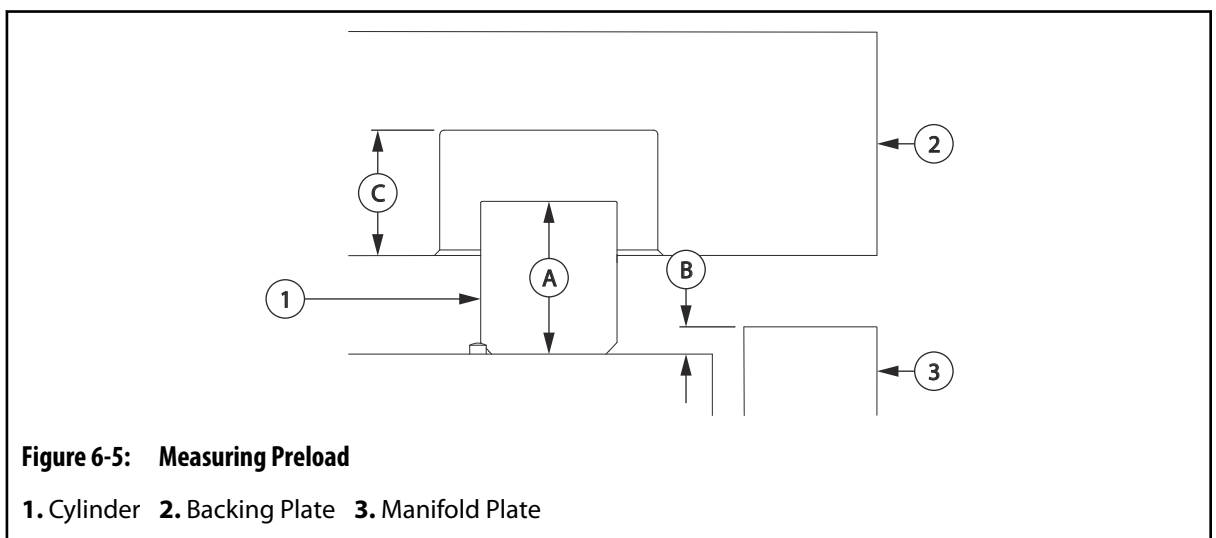 2
C
B
A
1
3
Figure 6-5: Measuring Preload
1. Cylinder 2. Backing Plate 3. Manifold Plate